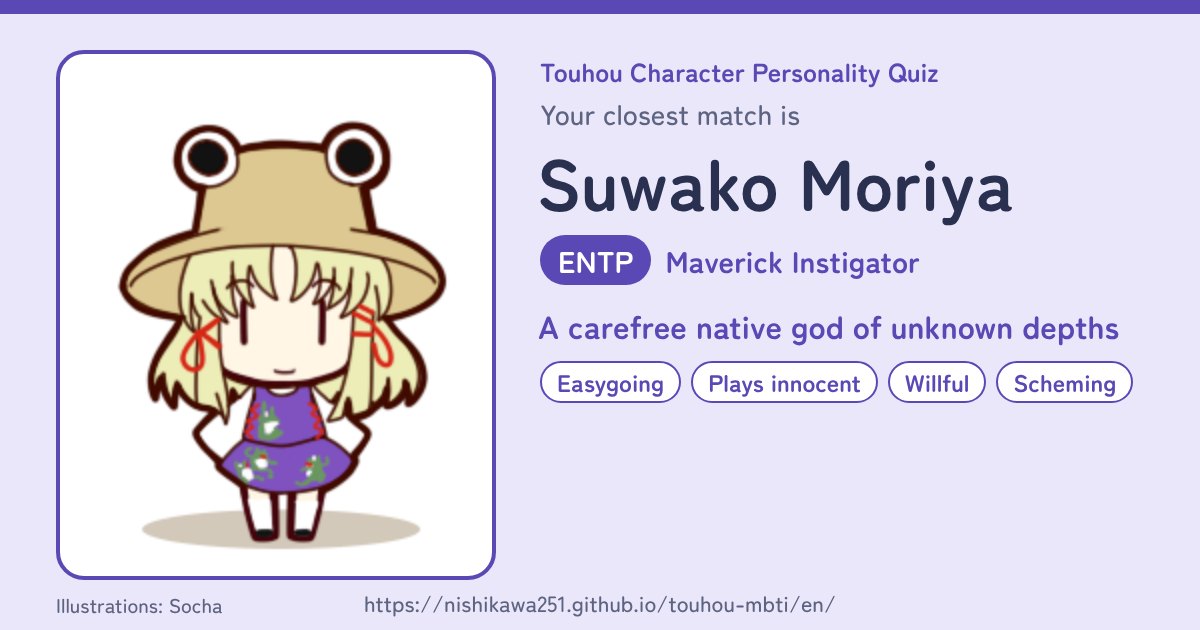 Touhou Character Personality Quiz
Your closest match is
Suwako Moriya
ENTP Maverick Instigator
A carefree native god of unknown depths
Easygoing Plays innocent Willful Scheming
Illustrations: Socha https://nishikawa251.github.io/touhou-mbti/en/